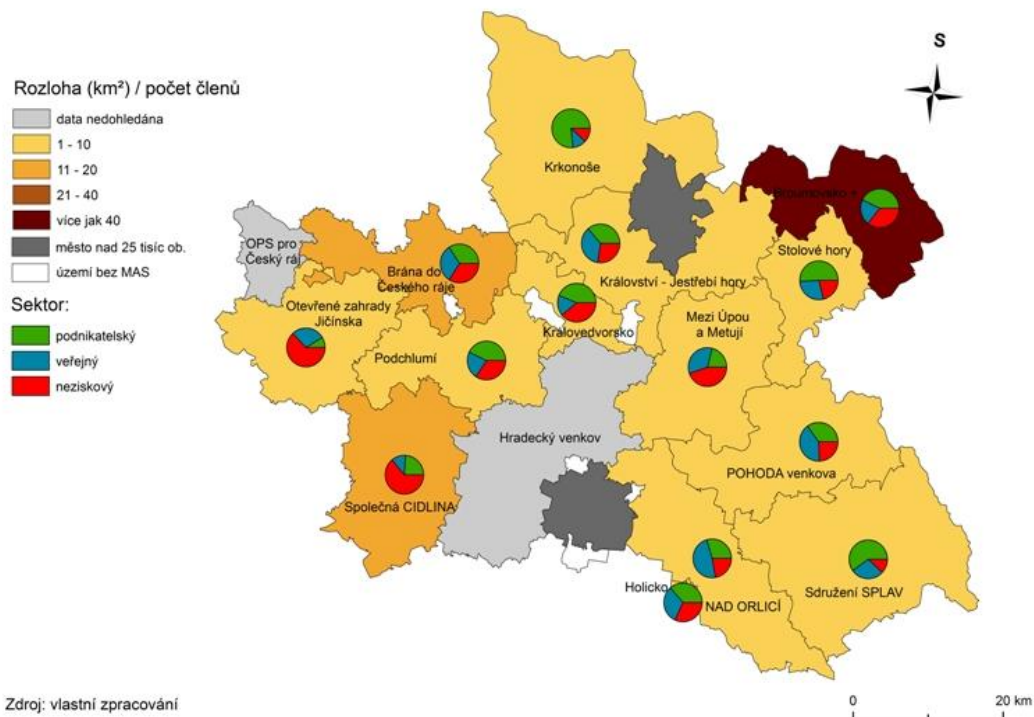 S
Rozloha (km²) / počet členů
data nedohledána
1 - 10
11 - 20
21 - 40
více jak 40
město nad 25 tisíc ob.
území bez MAS
Sektor:
podnikatelský
veřejný
neziskový
Krkonoše
Broumovsko +
OPS pro
Český ráj
Brána do
Českého ráje
Stolové hory
Království - Jestřebí hory
Otevřené zahrady
Jičínska
Královedvorsko
Mezi Úpou
a Metují
Podchlumí
Hradecký venkov
POHODA venkova
Společná CIDLINA
Holicko
NAD ORLICÍ
Sdružení SPLAV
Zdroj: vlastní zpracování
0 20 km